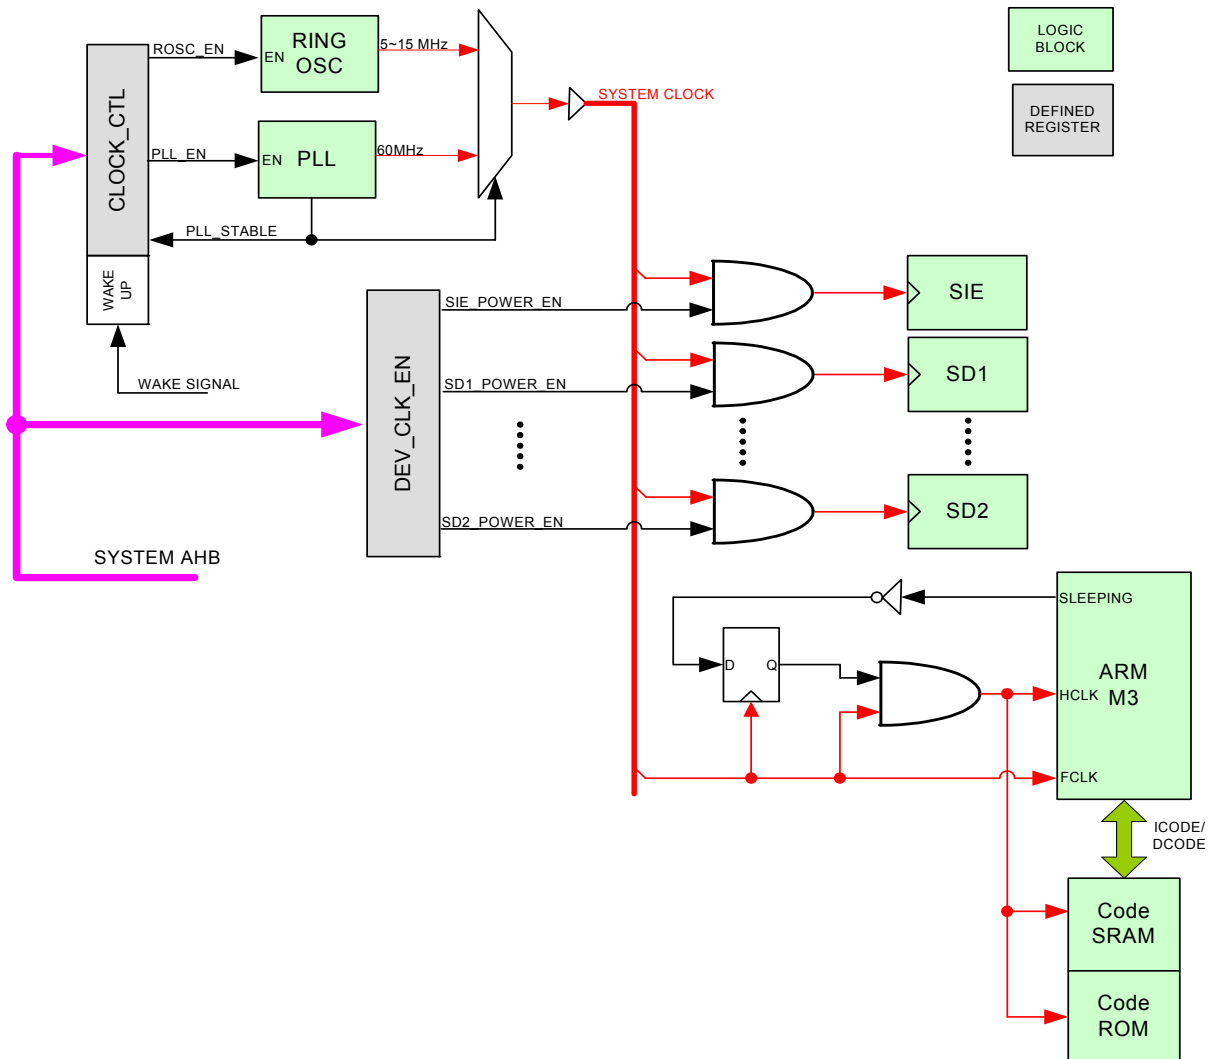 ROSC_EN
EN
RING
OSC
5~15 MHz
LOGIC
BLOCK
SYSTEM CLOCK
DEFINED
REGISTER
CLOCK_CTL
PLL_EN
EN
PLL
60MHz
PLL_STABLE
WAKE
UP
WAKE SIGNAL
DEV_CLK_EN
SIE_POWER_EN
SIE
SD1_POWER_EN
SD1
SD2_POWER_EN
SD2
SYSTEM AHB
SLEEPING
D
Q
ARM
M3
HCLK
FCLK
ICODE/
DCODE
Code
SRAM
Code
ROM